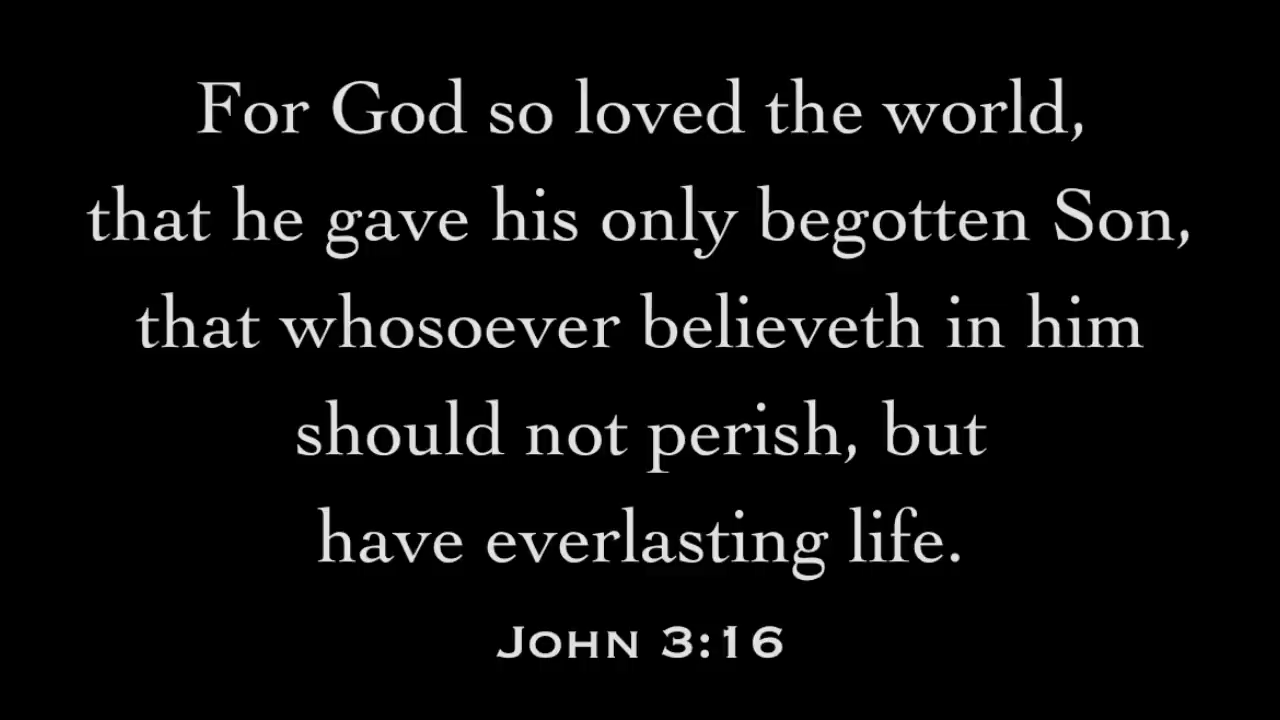 For God so loved the world,
that he gave his only begotten Son,
that whosoever believeth in him
should not perish, but
have everlasting life.
John 3:16